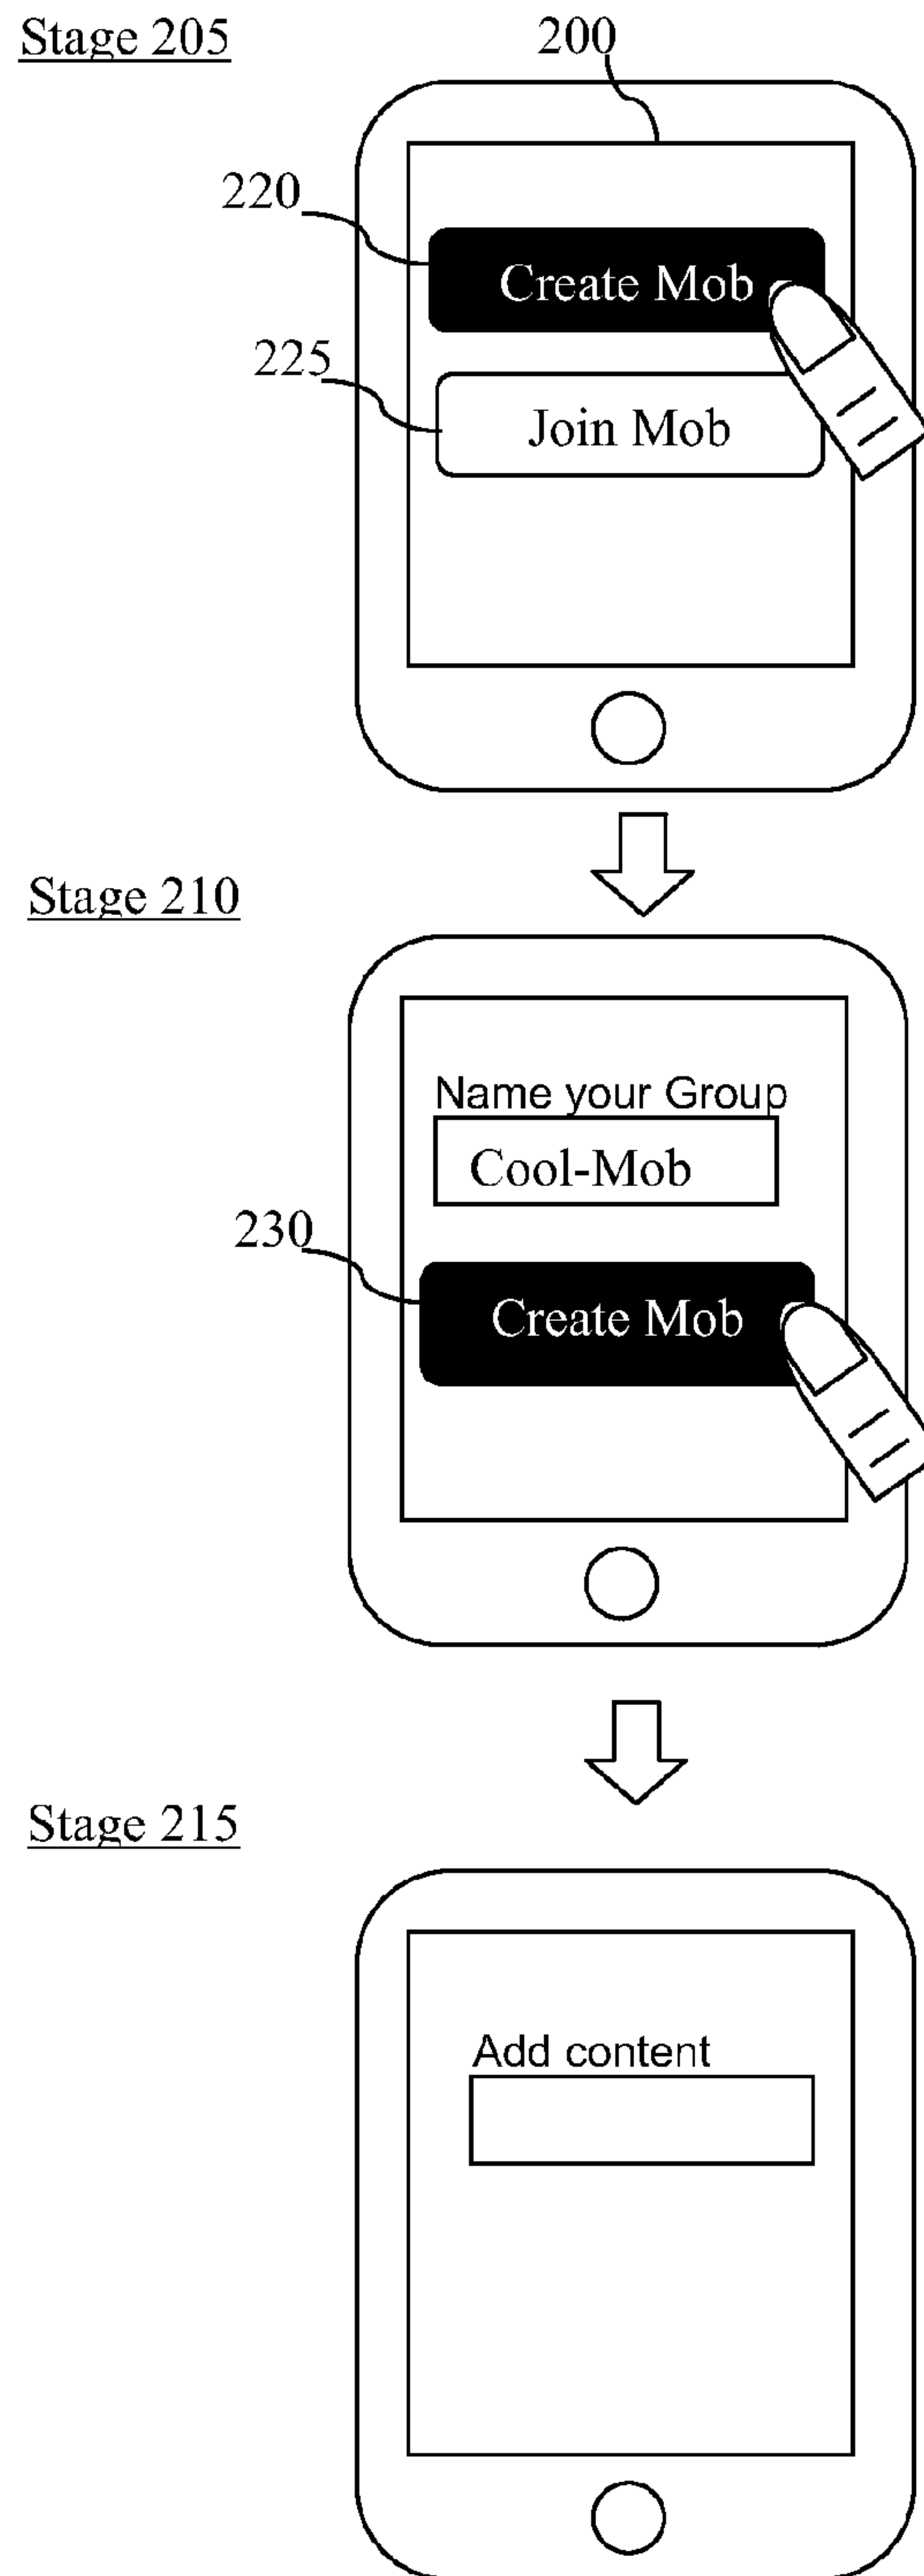 Stage 205
200
220
Create Mob
225
Join Mob
Stage 210
Name your Group
Cool-Mob
230
Create Mob
Stage 215
Add content